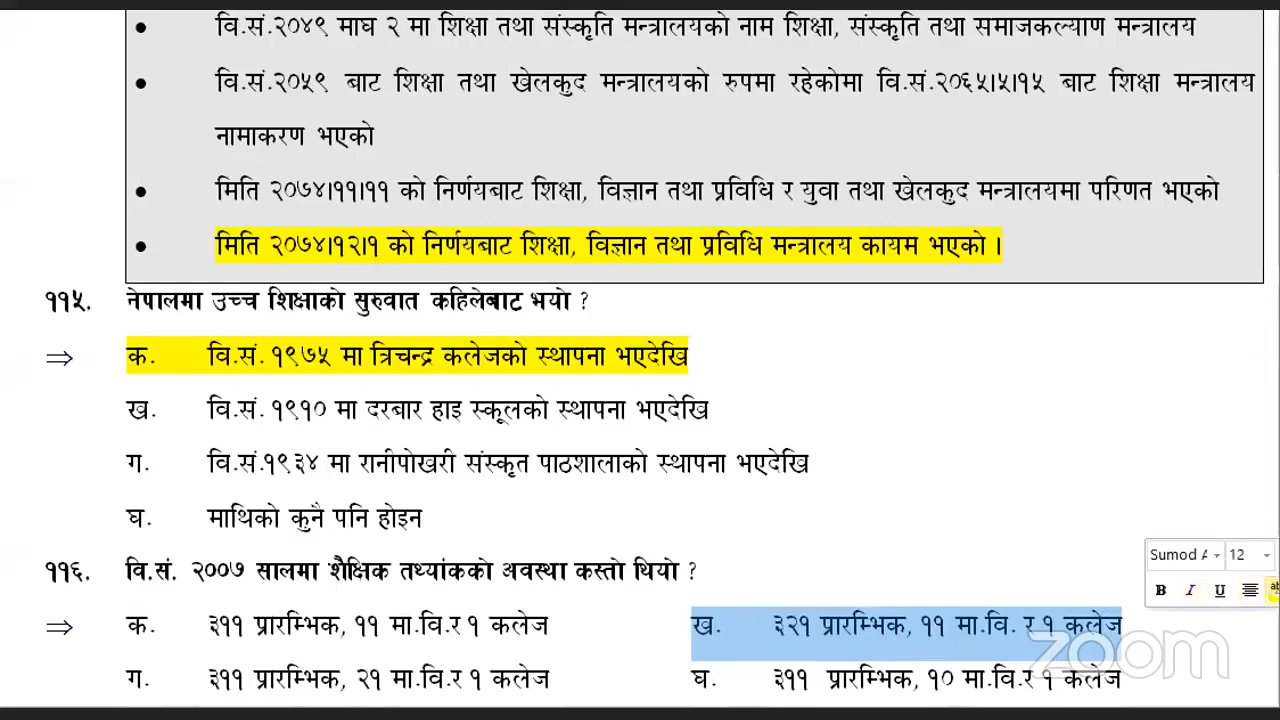 • वि.सं.२०४९ माघ २ मा शिक्षा तथा संस्कृति मन्त्रालयको नाम शिक्षा, संस्कृति तथा समाजकल्याण मन्त्रालय
• वि.सं.२०५९ बाट शिक्षा तथा खेलकुद मन्त्रालयको रुपमा रहेकोमा वि.सं.२०६५।५।१५ बाट शिक्षा मन्त्रालय
नामाकरण भएको
• मिति २०७४।११।११ को निर्णयबाट शिक्षा, विज्ञान तथा प्रविधि र युवा तथा खेलकुद मन्त्रालयमा परिणत भएको
• मिति २०७४।१२।१ को निर्णयबाट शिक्षा, विज्ञान तथा प्रविधि मन्त्रालय कायम भएको ।
११५. नेपालमा उच्च शिक्षाको सुरुवात कहिलेबाट भयो ?
⇒ क. वि.सं. १९७५ मा त्रिचन्द्र कलेजको स्थापना भएदेखि
ख. वि.सं. १९१० मा दरबार हाइ स्कूलको स्थापना भएदेखि
ग. वि.सं.१९३४ मा रानीपोखरी संस्कृत पाठशालाको स्थापना भएदेखि
घ. माथिको कुनै पनि होइन
Sumod A 12
B I U ab
११६. वि.सं. २००७ सालमा शैक्षिक तथ्यांकको अवस्था कस्तो थियो ?
⇒ क. ३११ प्रारम्भिक, ११ मा.वि.र १ कलेज ख. ३२१ प्रारम्भिक, ११ मा.वि. र १ कलेज
ग. ३११ प्रारम्भिक, २१ मा.वि.र १ कलेज घ. ३११ प्रारम्भिक, १० मा.वि.र १ कलेज
zoom